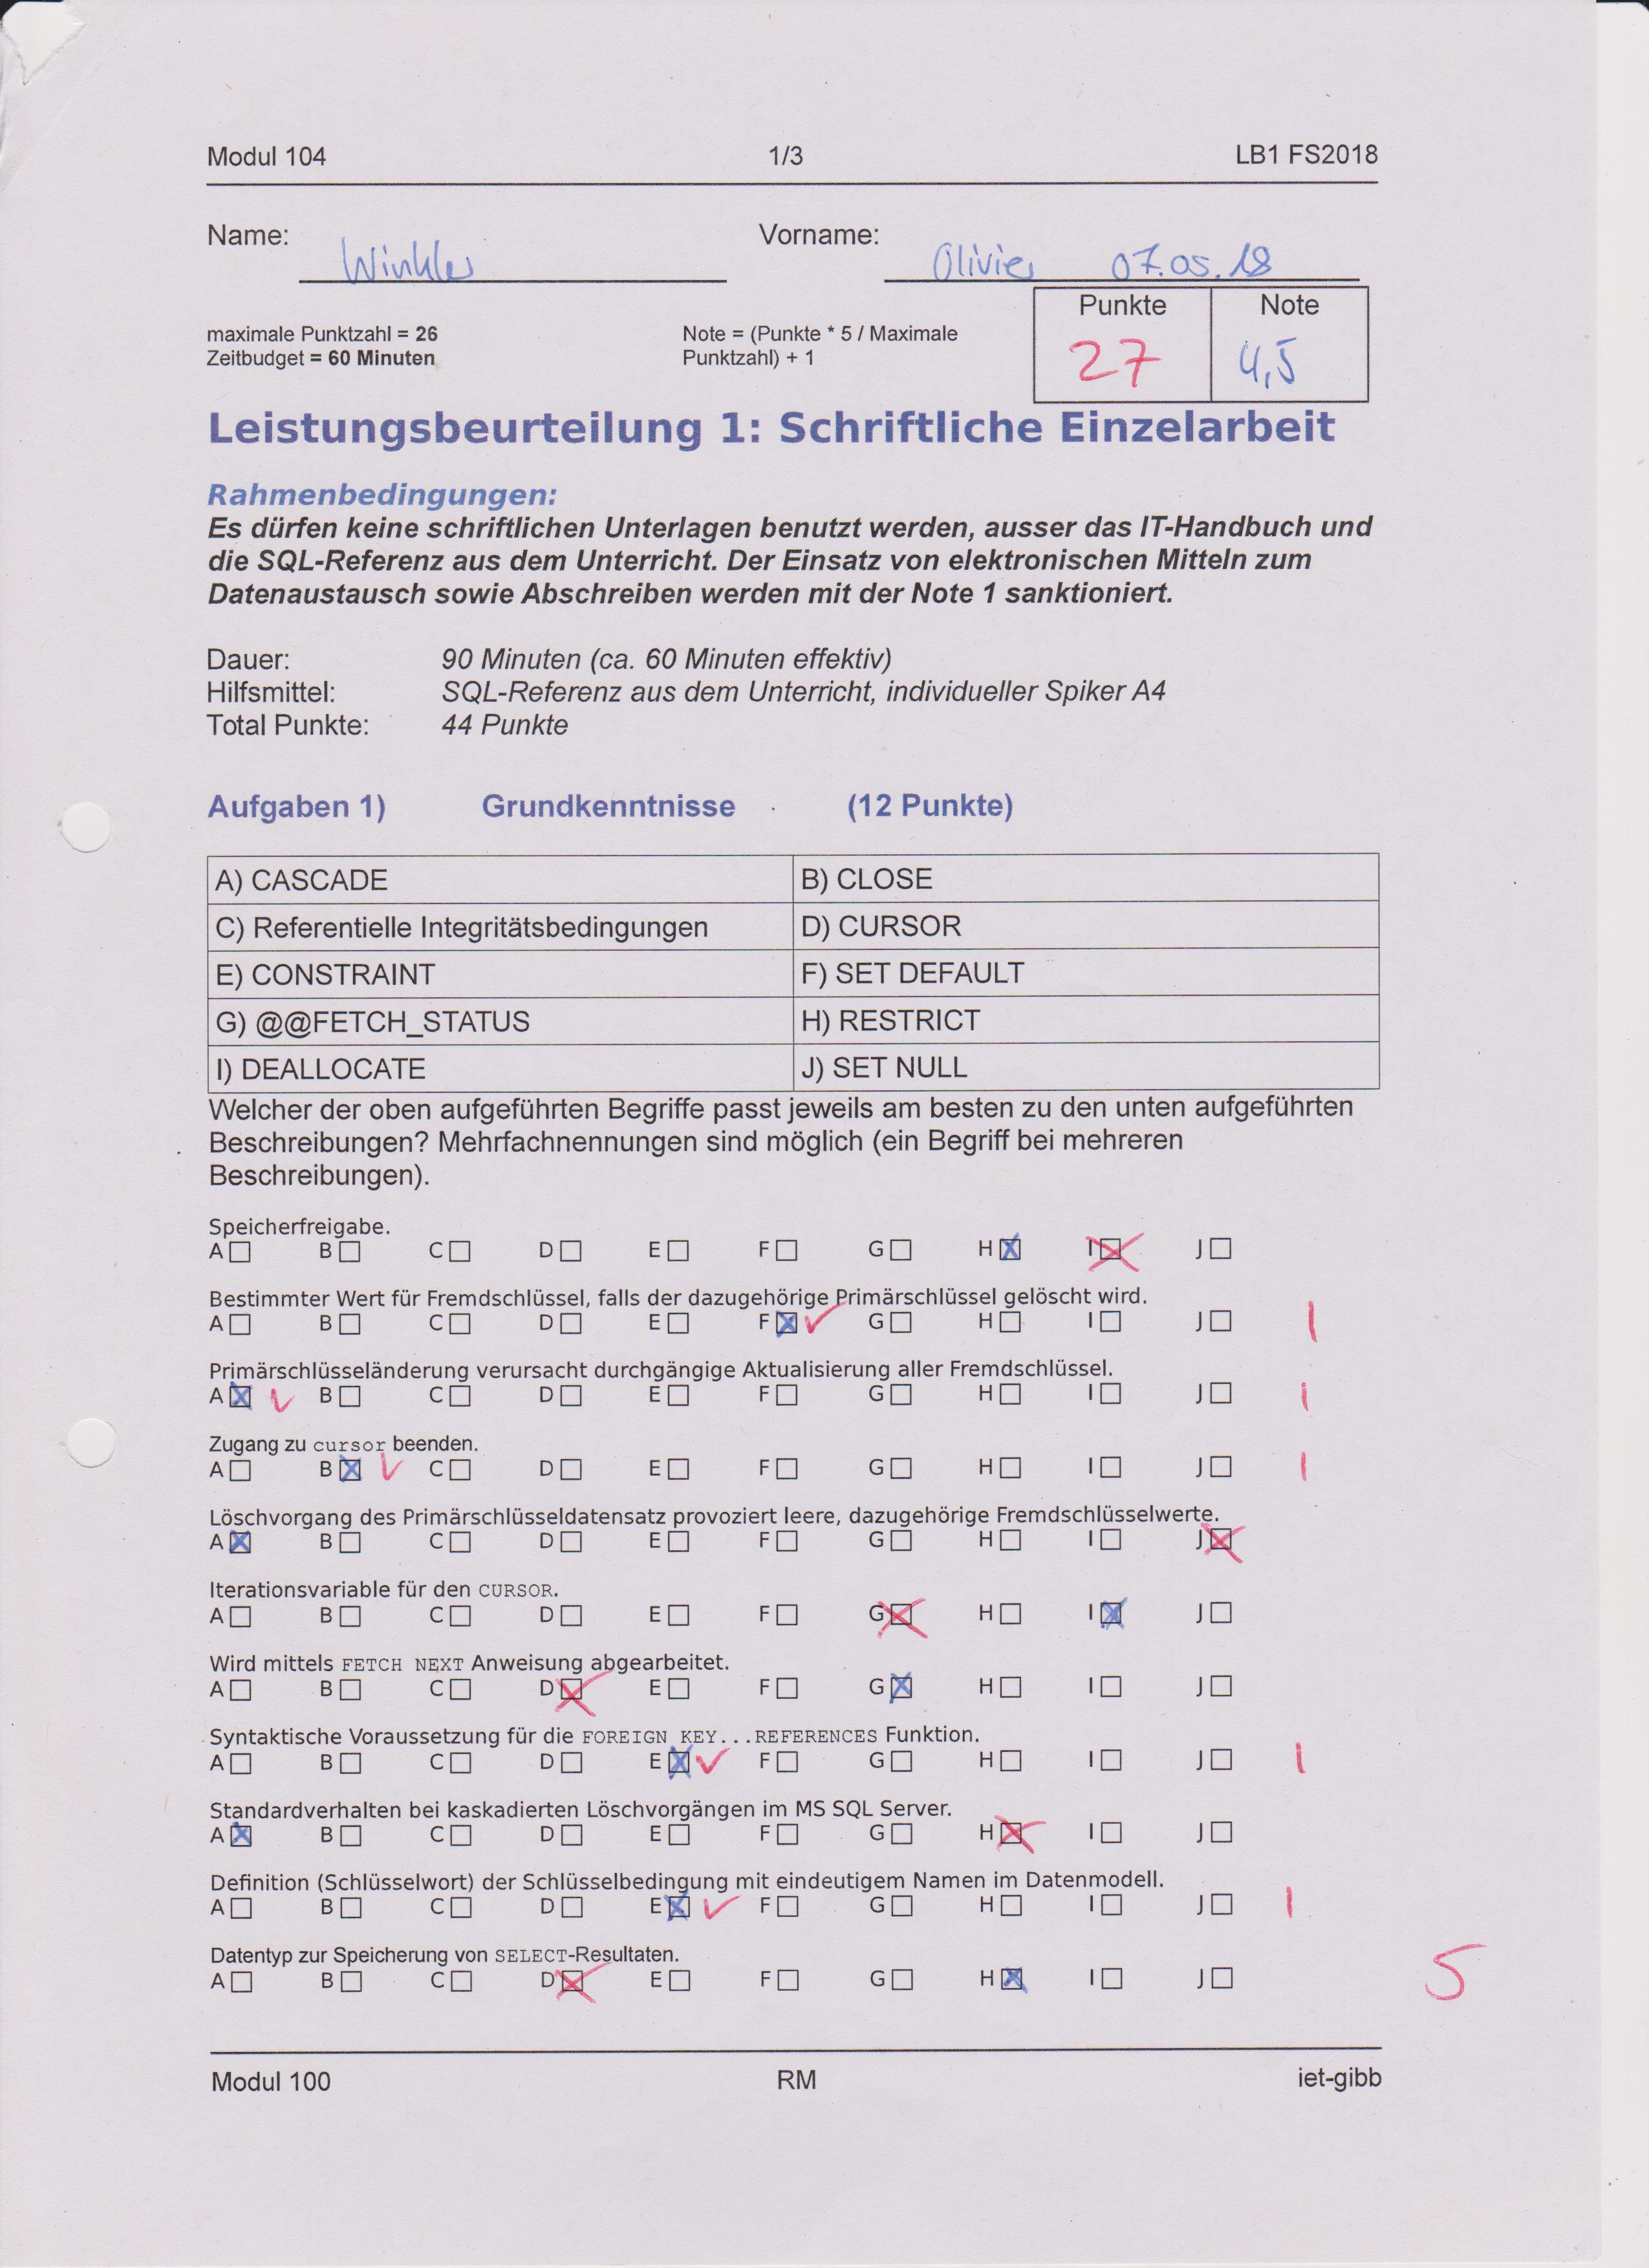 Modul 104 1/3 LB1 FS2018
Name: Winkler Vorname: Olivier 07.05.18
Punkte Note
maximale Punktzahl = 26 Note = (Punkte * 5 / Maximale
Zeitbudget = 60 Minuten Punktzahl) + 1
27 4,5
Leistungsbeurteilung 1: Schriftliche Einzelarbeit
Rahmenbedingungen:
Es dürfen keine schriftlichen Unterlagen benutzt werden, ausser das IT-Handbuch und
die SQL-Referenz aus dem Unterricht. Der Einsatz von elektronischen Mitteln zum
Datenaustausch sowie Abschreiben werden mit der Note 1 sanktioniert.
Dauer: 90 Minuten (ca. 60 Minuten effektiv)
Hilfsmittel: SQL-Referenz aus dem Unterricht, individueller Spiker A4
Total Punkte: 44 Punkte
Aufgaben 1) Grundkenntnisse (12 Punkte)
A) CASCADE B) CLOSE
C) Referentielle Integritätsbedingungen D) CURSOR
E) CONSTRAINT F) SET DEFAULT
G) @@FETCH_STATUS H) RESTRICT
I) DEALLOCATE J) SET NULL
Welcher der oben aufgeführten Begriffe passt jeweils am besten zu den unten aufgeführten
Beschreibungen? Mehrfachnennungen sind möglich (ein Begriff bei mehreren
Beschreibungen).
Speicherfreigabe.
A B C D E F G H I J
Bestimmter Wert für Fremdschlüssel, falls der dazugehörige Primärschlüssel gelöscht wird.
A B C D E F G H I J 1
Primärschlüsseländerung verursacht durchgängige Aktualisierung aller Fremdschlüssel.
A B C D E F G H I J 1
Zugang zu cursor beenden.
A B C D E F G H I J 1
Löschvorgang des Primärschlüsseldatensatz provoziert leere, dazugehörige Fremdschlüsselwerte.
A B C D E F G H I J
Iterationsvariable für den CURSOR.
A B C D E F G H I J
Wird mittels FETCH NEXT Anweisung abgearbeitet.
A B C D E F G H I J
Syntaktische Voraussetzung für die FOREIGN KEY...REFERENCES Funktion.
A B C D E F G H I J 1
Standardverhalten bei kaskadierten Löschvorgängen im MS SQL Server.
A B C D E F G H I J
Definition (Schlüsselwort) der Schlüsselbedingung mit eindeutigem Namen im Datenmodell.
A B C D E F G H I J 1
Datentyp zur Speicherung von SELECT-Resultaten.
A B C D E F G H I J 5
Modul 100 RM iet-gibb